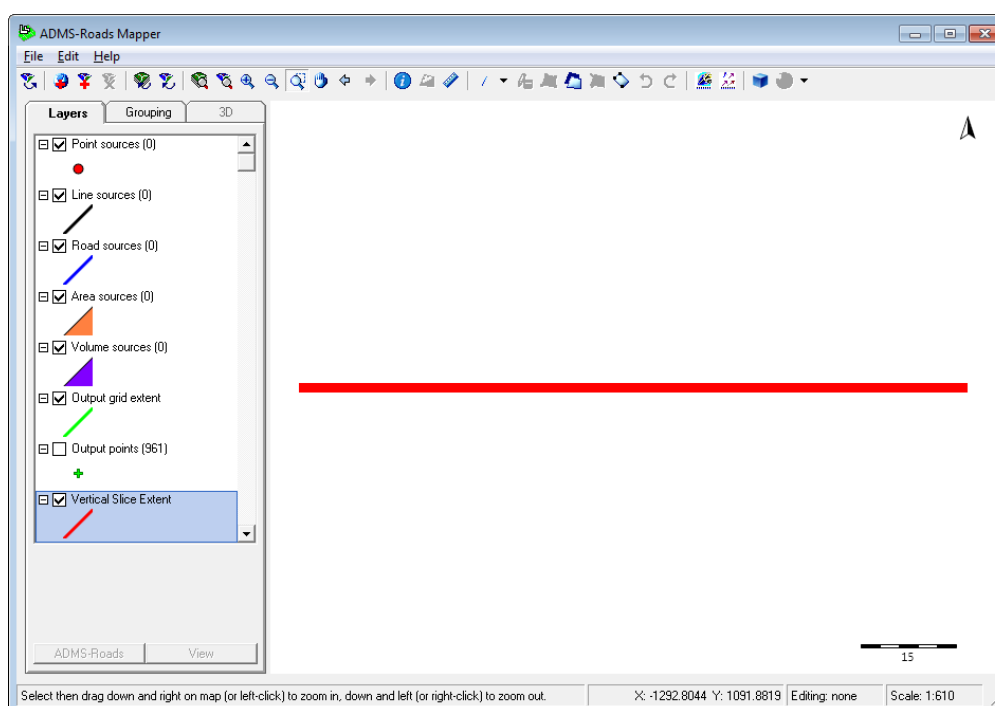 ADMS-Roads Mapper
File Edit Help
Layers Grouping 3D
Point sources (0)
Line sources (0)
Road sources (0)
Area sources (0)
Volume sources (0)
Output grid extent
Output points (961)
Vertical Slice Extent
15
ADMS-Roads View
Select then drag down and right on map (or left-click) to zoom in, down and left (or right-click) to zoom out. X: -1292.8044 Y: 1091.8819 Editing: none Scale: 1:610